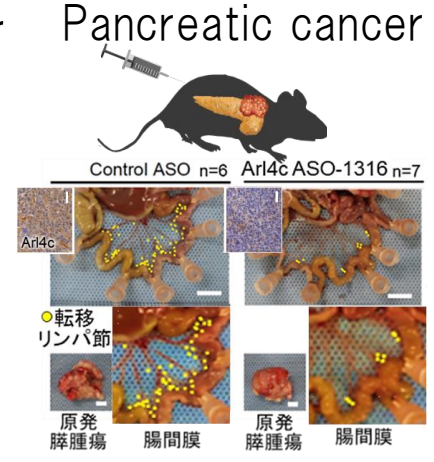 r
Pancreatic cancer
Control ASO n=6
Arl4c ASO-1316 n=7
Arl4c
転移
リンパ節
原発
膵腫瘍
腸間膜
原発
膵腫瘍
腸間膜